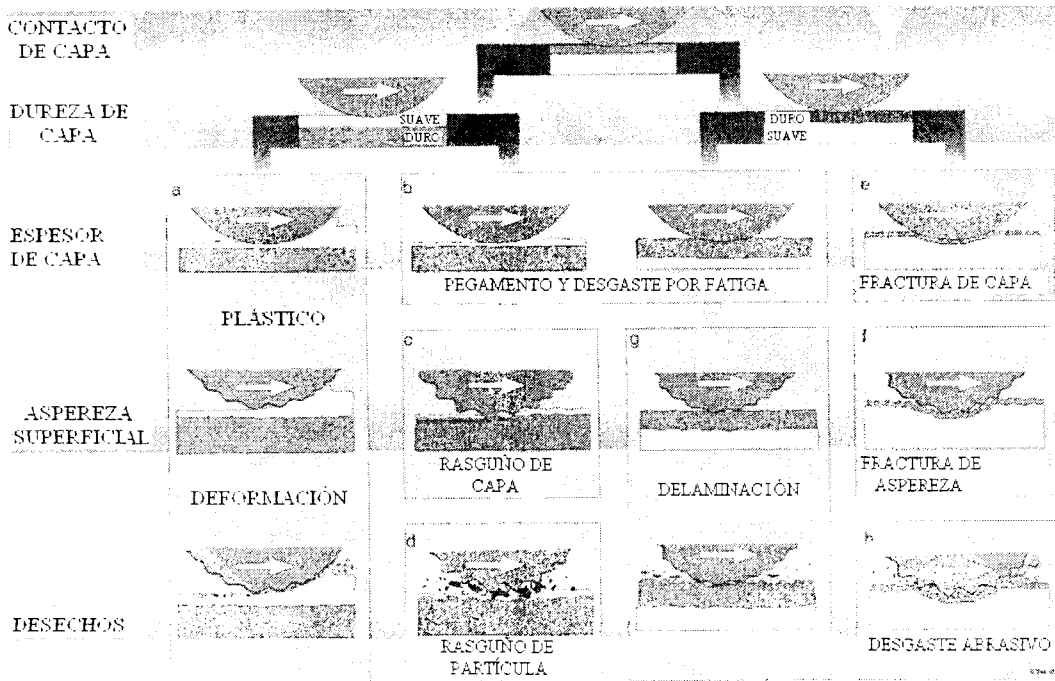 CONTACTO
DE CAPA
DUREZA DE
CAPA
SUAVE
DURO
DURO
SUAVE
a
b
e
ESPESOR
DE CAPA
PEGAMENTO Y DESGASTE POR FATIGA
FRACTURA DE CAPA
PLÁSTICO
c
g
f
ASPEREZA
SUPERFICIAL
RASGUÑO DE
CAPA
DEFORMACIÓN
DELAMINACIÓN
FRACTURA DE
ASPEREZA
d
h
DESECHOS
RASGUÑO DE
PARTÍCULA
DESGASTE ABRASIVO